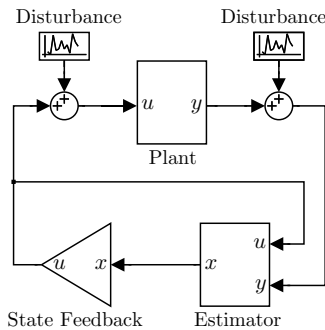 Disturbance Disturbance
+ + + +
u y
Plant
u
u x x
y
State Feedback Estimator